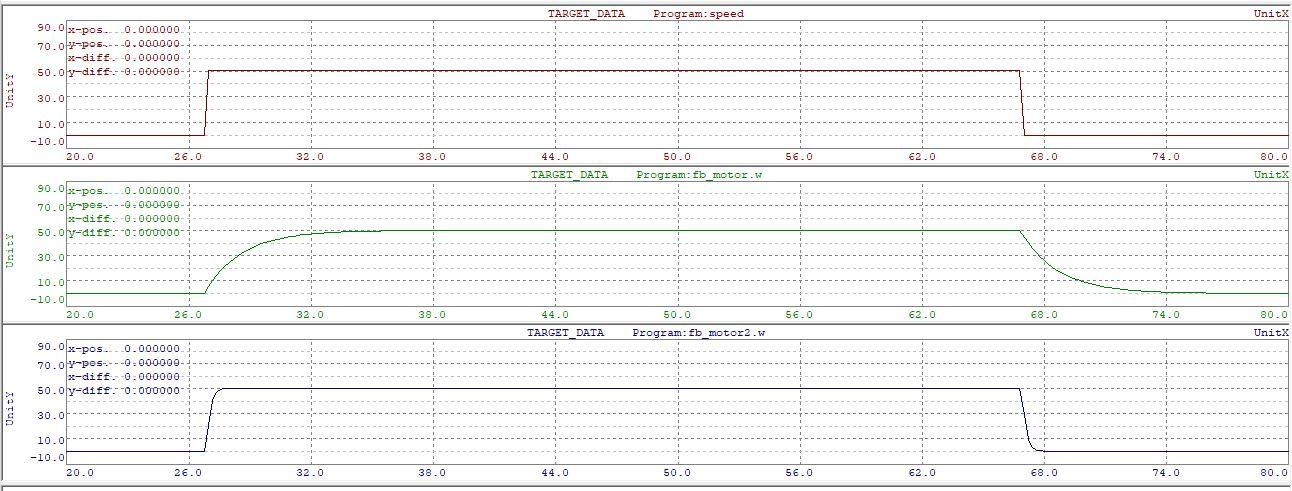 TARGET_DATA Program:speed UnitX
90.0 x-pos. 0.000000
y-pos. 0.000000
70.0 x-diff. 0.000000
50.0 y-diff. 0.000000
UnitY
30.0
10.0
-10.0
20.0 26.0 32.0 38.0 44.0 50.0 56.0 62.0 68.0 74.0 80.0
TARGET_DATA Program:fb_motor.w UnitX
90.0 x-pos. 0.000000
70.0 y-pos. 0.000000
x-diff. 0.000000
50.0 y-diff. 0.000000
UnitY
30.0
10.0
-10.0
20.0 26.0 32.0 38.0 44.0 50.0 56.0 62.0 68.0 74.0 80.0
TARGET_DATA Program:fb_motor2.w UnitX
90.0 x-pos. 0.000000
70.0 y-pos. 0.000000
x-diff. 0.000000
50.0 y-diff. 0.000000
UnitY
30.0
10.0
-10.0
20.0 26.0 32.0 38.0 44.0 50.0 56.0 62.0 68.0 74.0 80.0